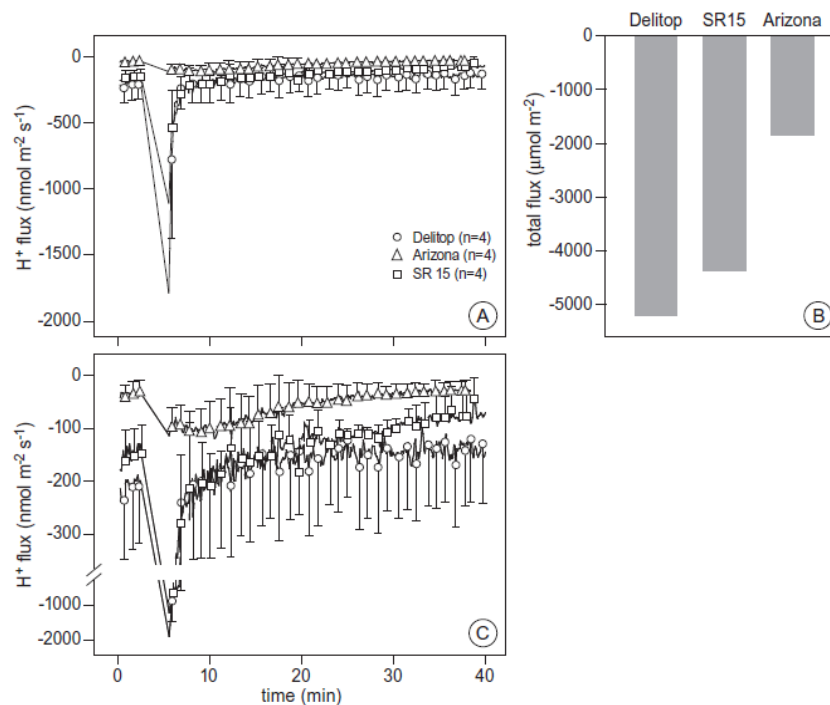 0
-500
-1000
-1500
-2000
H+ flux (nmol m-2 s-1)
Delitop (n=4)
Arizona (n=4)
SR 15 (n=4)
A
Delitop SR15 Arizona
0
-1000
-2000
-3000
-4000
-5000
total flux (μmol m-2)
B
0
-100
-200
-300
-1000
-2000
H+ flux (nmol m-2 s-1)
C
0 10 20 30 40
time (min)